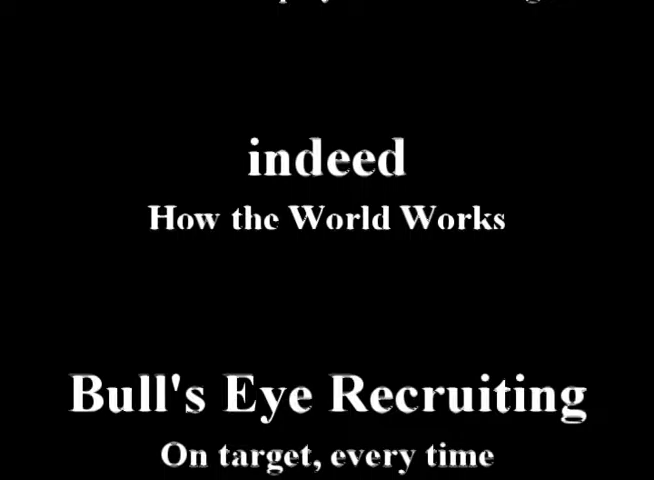 indeed
How the World Works
Bull's Eye Recruiting
On target, every time